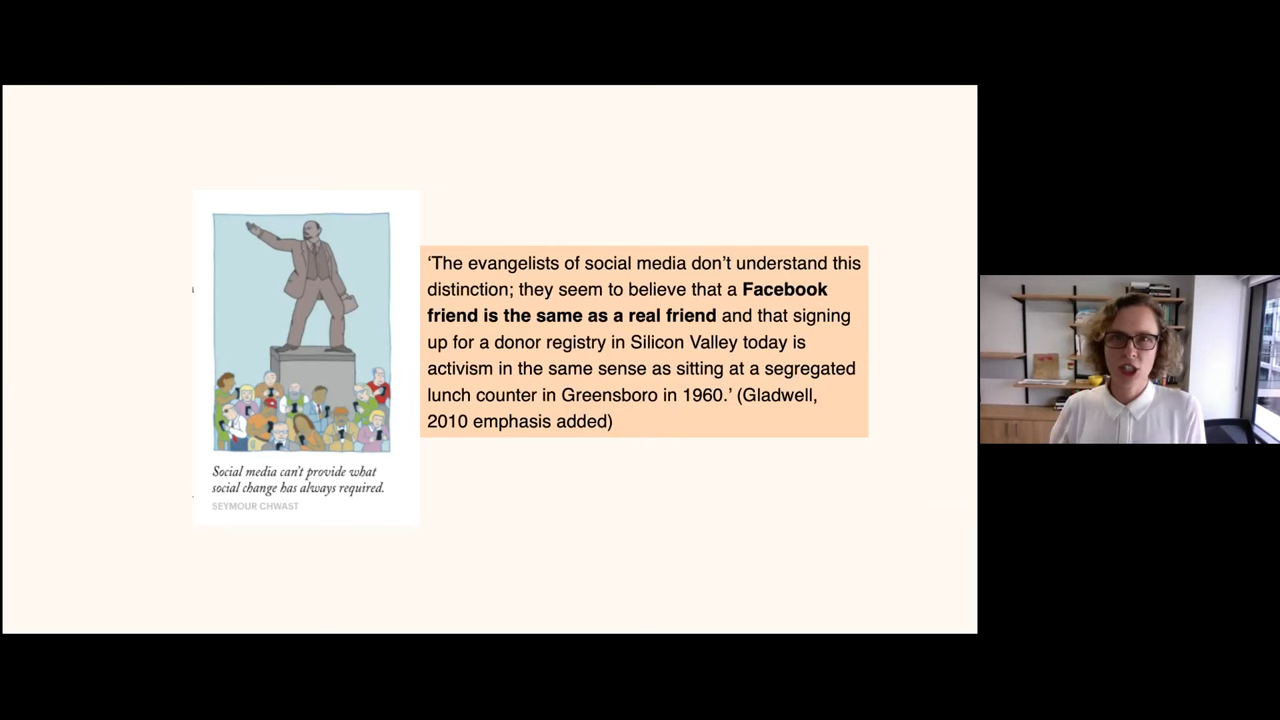 Social media can't provide what
social change has always required.
SEYMOUR CHWAST
‘The evangelists of social media don’t understand this
distinction; they seem to believe that a Facebook
friend is the same as a real friend and that signing
up for a donor registry in Silicon Valley today is
activism in the same sense as sitting at a segregated
lunch counter in Greensboro in 1960.’ (Gladwell,
2010 emphasis added)